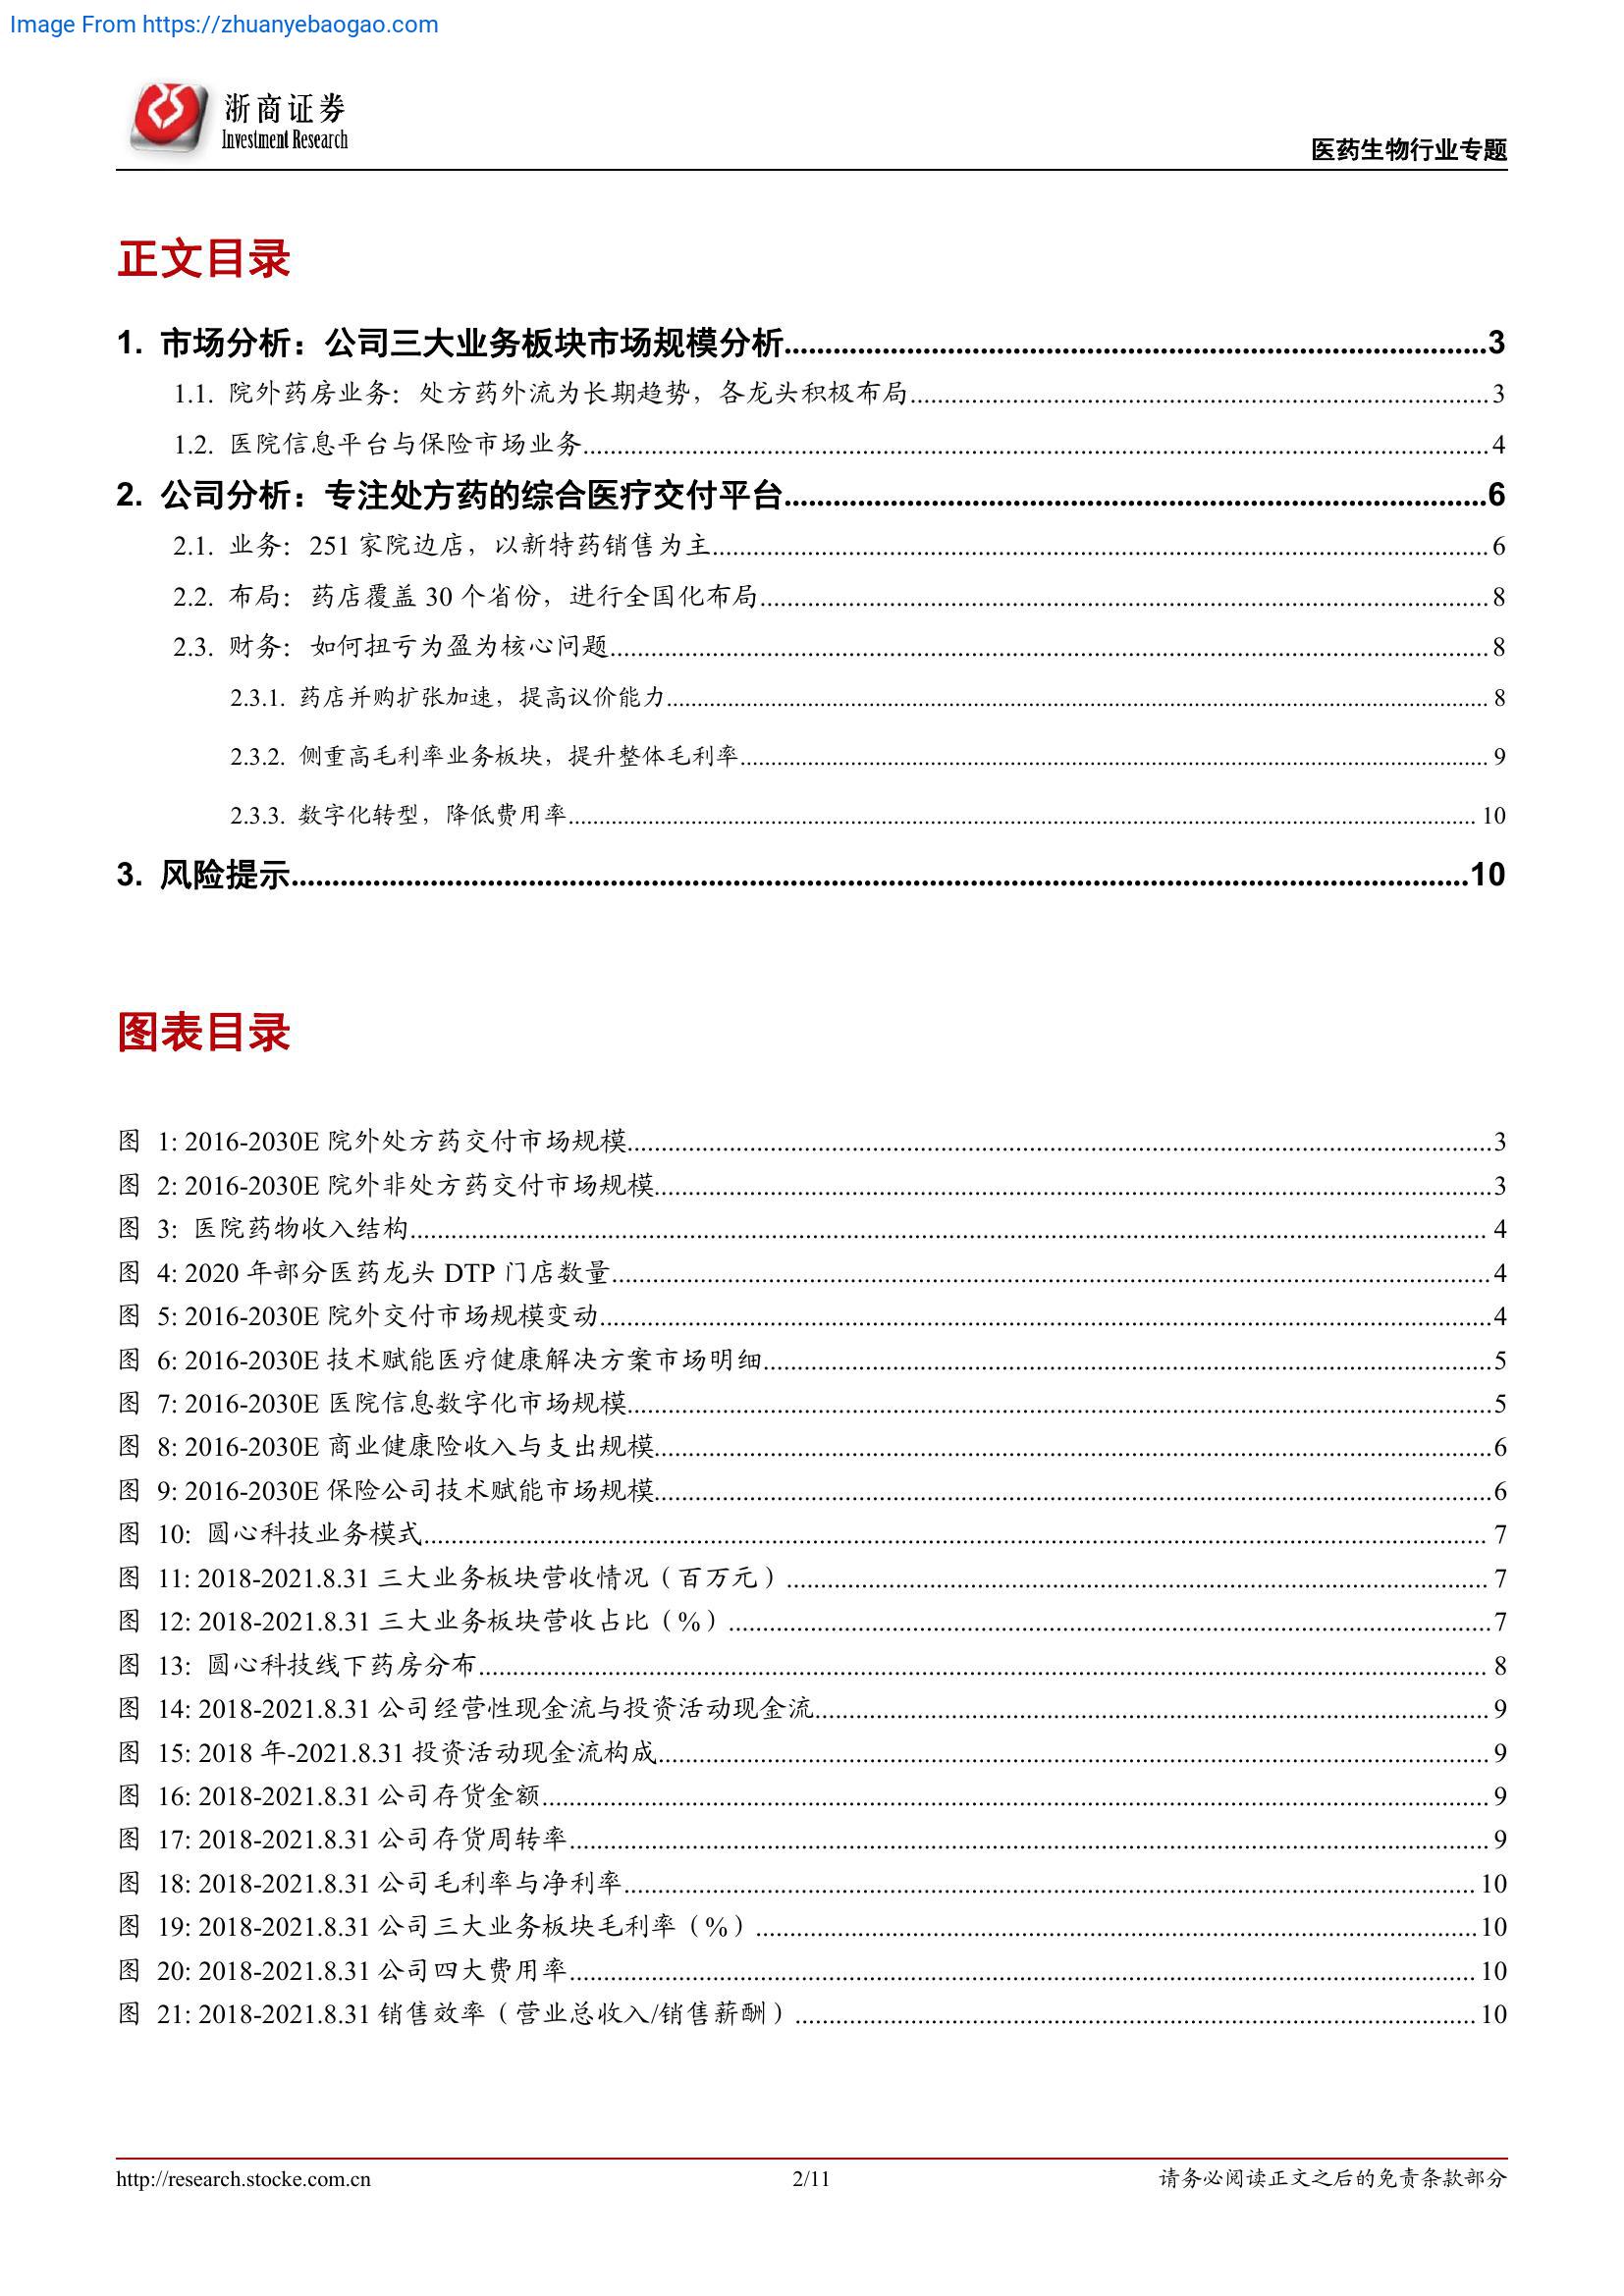 Image From https://zhuanyebaogao.com
浙商证券
Investment Research
医药生物行业专题
正文目录
1. 市场分析：公司三大业务板块市场规模分析........3
1.1. 院外药房业务：处方药外流为长期趋势，各龙头积极布局........3
1.2. 医院信息平台与保险市场业务........4
2. 公司分析：专注处方药的综合医疗交付平台........6
2.1. 业务：251 家院边店，以新特药销售为主........6
2.2. 布局：药店覆盖 30 个省份，进行全国化布局........8
2.3. 财务：如何扭亏为盈为核心问题........8
2.3.1. 药店并购扩张加速，提高议价能力........8
2.3.2. 侧重高毛利率业务板块，提升整体毛利率........9
2.3.3. 数字化转型，降低费用率........10
3. 风险提示........10
图表目录
图 1: 2016-2030E 院外处方药交付市场规模........3
图 2: 2016-2030E 院外非处方药交付市场规模........3
图 3: 医院药物收入结构........4
图 4: 2020 年部分医药龙头 DTP 门店数量........4
图 5: 2016-2030E 院外交付市场规模变动........4
图 6: 2016-2030E 技术赋能医疗健康解决方案市场明细........5
图 7: 2016-2030E 医院信息数字化市场规模........5
图 8: 2016-2030E 商业健康险收入与支出规模........6
图 9: 2016-2030E 保险公司技术赋能市场规模........6
图 10: 圆心科技业务模式........7
图 11: 2018-2021.8.31 三大业务板块营收情况（百万元）........7
图 12: 2018-2021.8.31 三大业务板块营收占比（%）........7
图 13: 圆心科技线下药房分布........8
图 14: 2018-2021.8.31 公司经营性现金流与投资活动现金流........9
图 15: 2018 年-2021.8.31 投资活动现金流构成........9
图 16: 2018-2021.8.31 公司存货金额........9
图 17: 2018-2021.8.31 公司存货周转率........9
图 18: 2018-2021.8.31 公司毛利率与净利率........10
图 19: 2018-2021.8.31 公司三大业务板块毛利率（%）........10
图 20: 2018-2021.8.31 公司四大费用率........10
图 21: 2018-2021.8.31 销售效率（营业总收入/销售薪酬）........10
http://research.stocke.com.cn
2/11
请务必阅读正文之后的免责条款部分